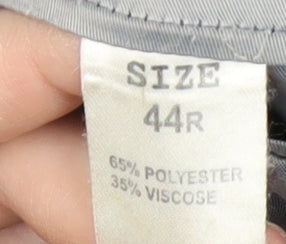 SIZE
44R
65% POLYESTER
35% VISCOSE